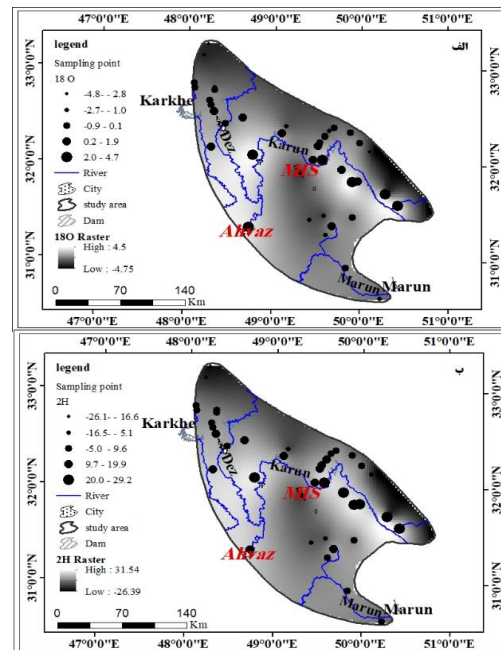 47°0'0"E 48°0'0"E 49°0'0"E 50°0'0"E 51°0'0"E
legend
الف
Sampling point
18 O
-4.8- - 2.8
-2.7- - 1.0
-0.9 - 0.1
0.2 - 1.9
2.0 - 4.7
River
City
study area
Dam
18O Raster
High : 4.5
Low : -4.75
0 70 140
Km
33°0'0"N
32°0'0"N
31°0'0"N
Karkhe
Dez
Karun
MIS
Ahvaz
Marun
Marun
33°0'0"N
32°0'0"N
31°0'0"N
47°0'0"E 48°0'0"E 49°0'0"E 50°0'0"E 51°0'0"E
legend
ب
Sampling point
2H
-26.1- - 16.6
-16.5- - 5.1
-5.0 - 9.6
9.7 - 19.9
20.0 - 29.2
River
City
study area
Dam
2H Raster
High : 31.54
Low : -26.39
0 70 140
Km
33°0'0"N
32°0'0"N
31°0'0"N
Karkhe
Dez
Karun
MIS
Ahvaz
Marun
Marun
33°0'0"N
32°0'0"N
31°0'0"N
47°0'0"E 48°0'0"E 49°0'0"E 50°0'0"E 51°0'0"E